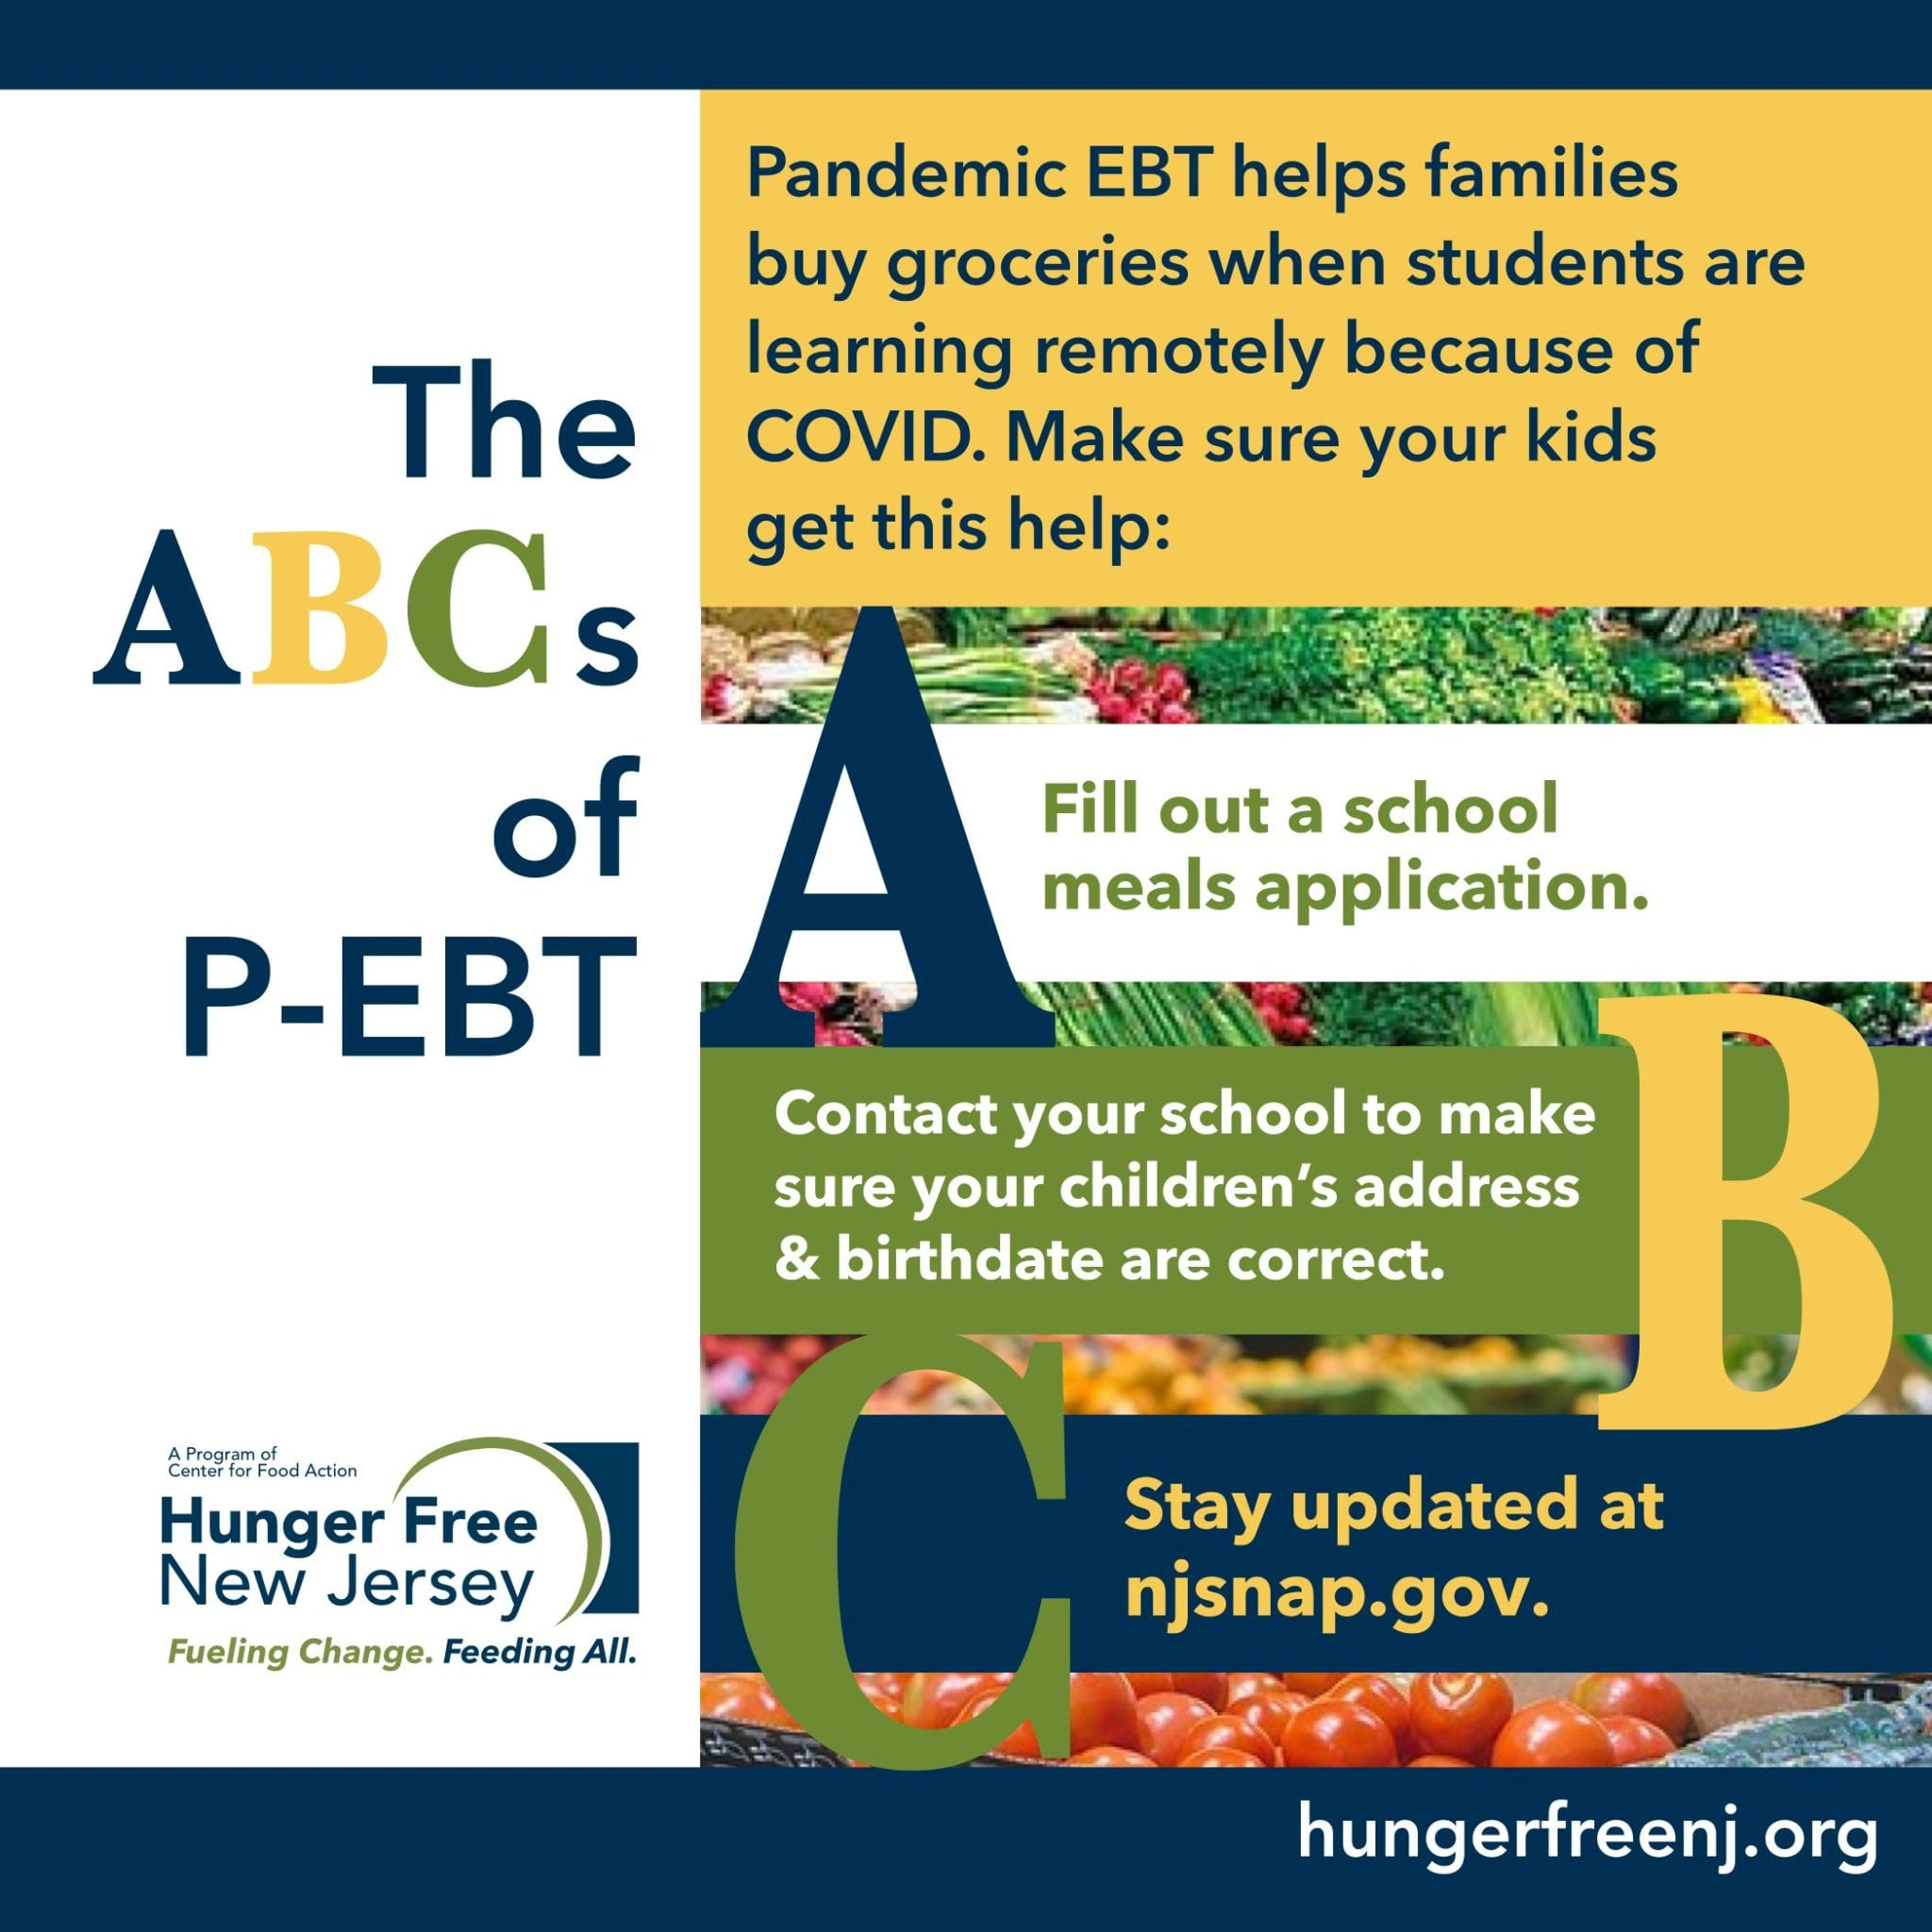 The
ABCs
of
P-EBT
Pandemic EBT helps families
buy groceries when students are
learning remotely because of
COVID. Make sure your kids
get this help:
A
Fill out a school
meals application.
B
Contact your school to make
sure your children's address
& birthdate are correct.
C
Stay updated at
njsnap.gov.
A Program of
Center for Food Action
Hunger Free
New Jersey
Fueling Change. Feeding All.
hungerfreenj.org